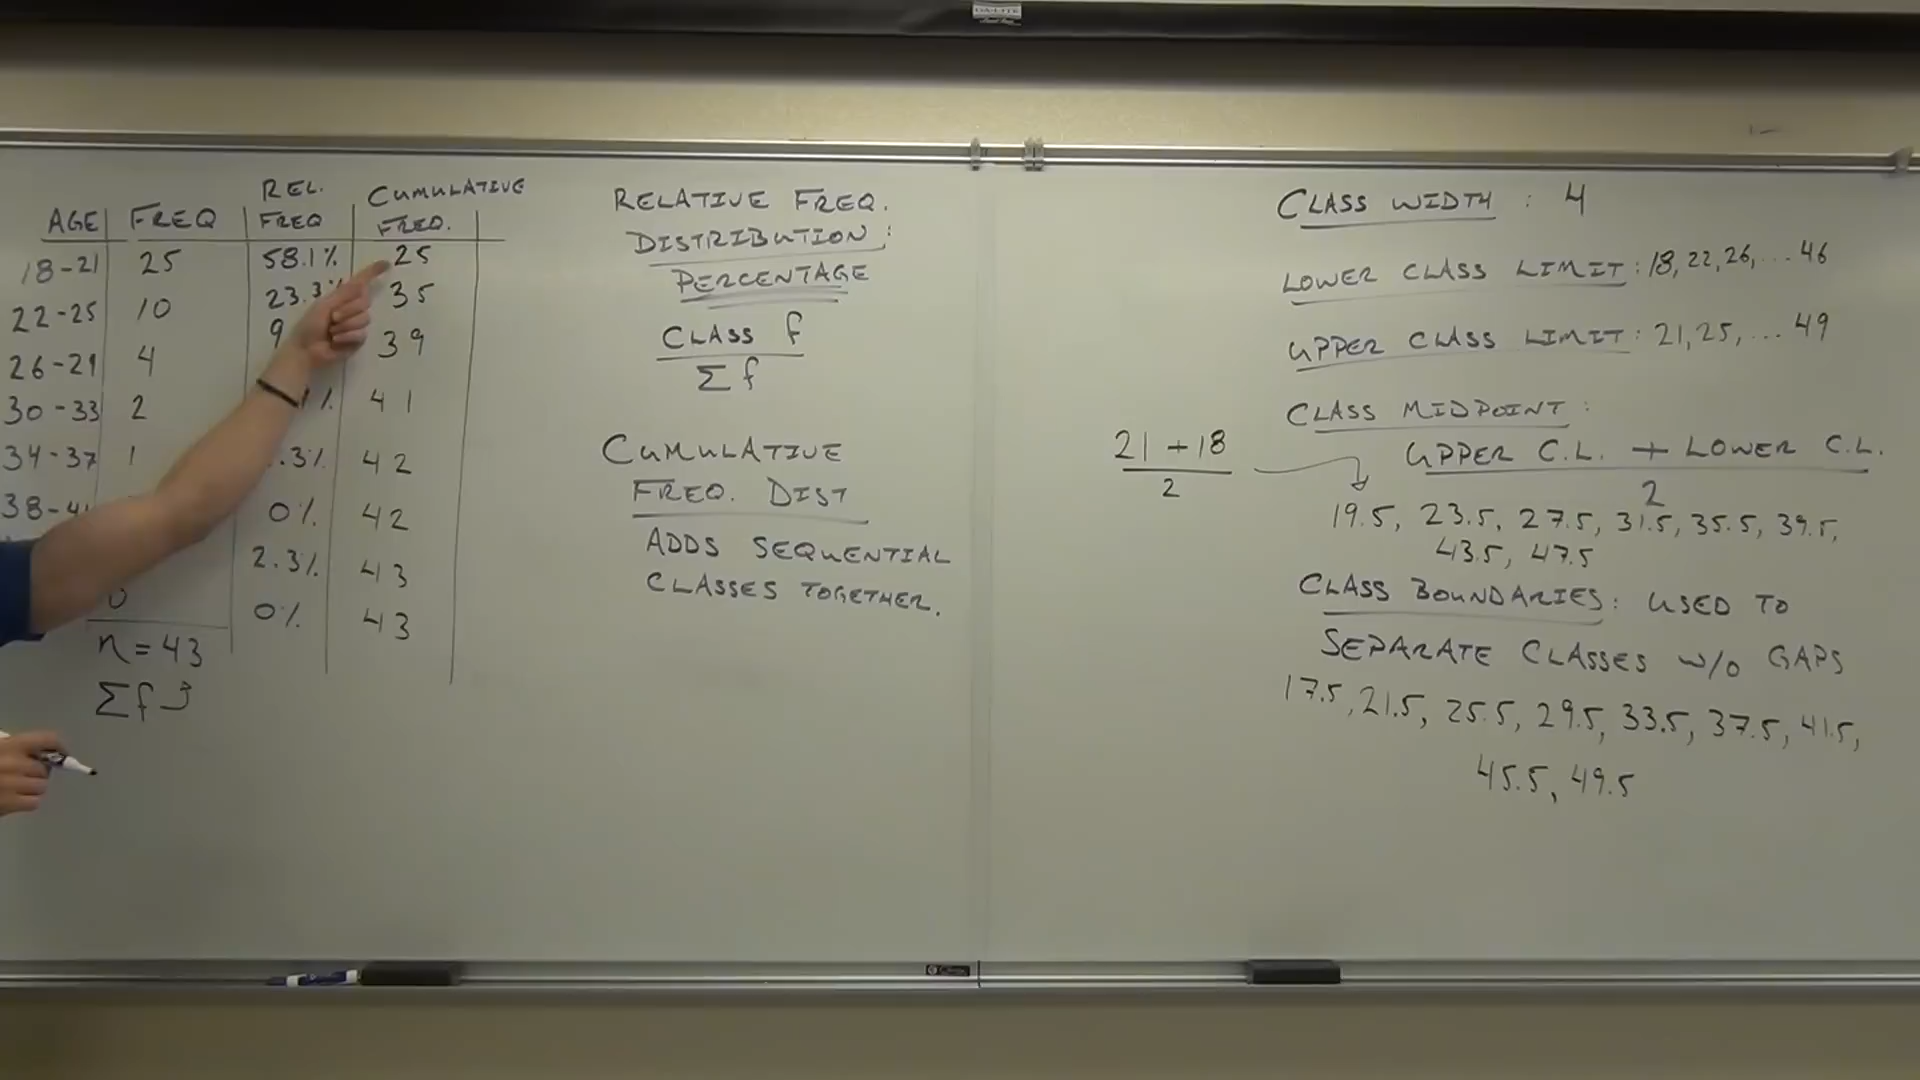 AGE FREQ REL. FREQ CUMULATIVE FREQ.
18-21 25 58.1% 25
22-25 10 23.3% 35
26-29 4 9 39
30-33 2 % 41
34-37 1 .3% 42
38-41 0% 42
2.3% 43
0 0% 43
n = 43
Σf
RELATIVE FREQ.
DISTRIBUTION:
PERCENTAGE
CLASS f
Σ f
CUMULATIVE
FREQ. DIST
ADDS SEQUENTIAL
CLASSES TOGETHER.
CLASS WIDTH : 4
LOWER CLASS LIMIT: 18, 22, 26, ... 46
UPPER CLASS LIMIT: 21, 25, ... 49
CLASS MIDPOINT:
UPPER C.L. + LOWER C.L.
2
21 + 18
2
19.5, 23.5, 27.5, 31.5, 35.5, 39.5,
43.5, 47.5
CLASS BOUNDARIES: USED TO
SEPARATE CLASSES W/O GAPS
17.5, 21.5, 25.5, 29.5, 33.5, 37.5, 41.5,
45.5, 49.5